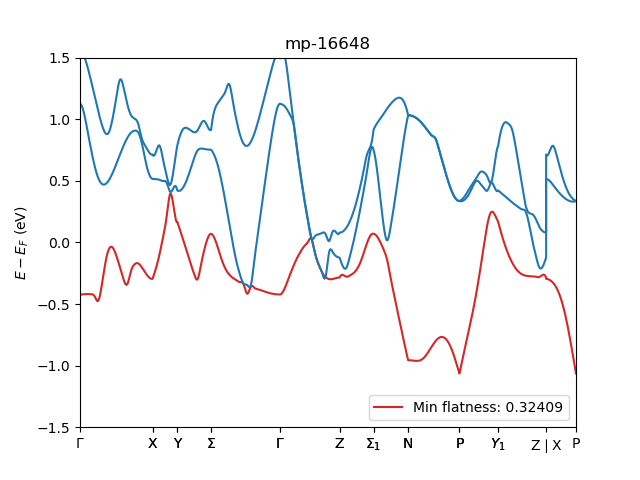 mp-16648
E − E_F (eV)
1.5
1.0
0.5
0.0
−0.5
−1.0
−1.5
Min flatness: 0.32409
Γ X Y Σ Γ Z Σ₁ N P Y₁ Z | X P